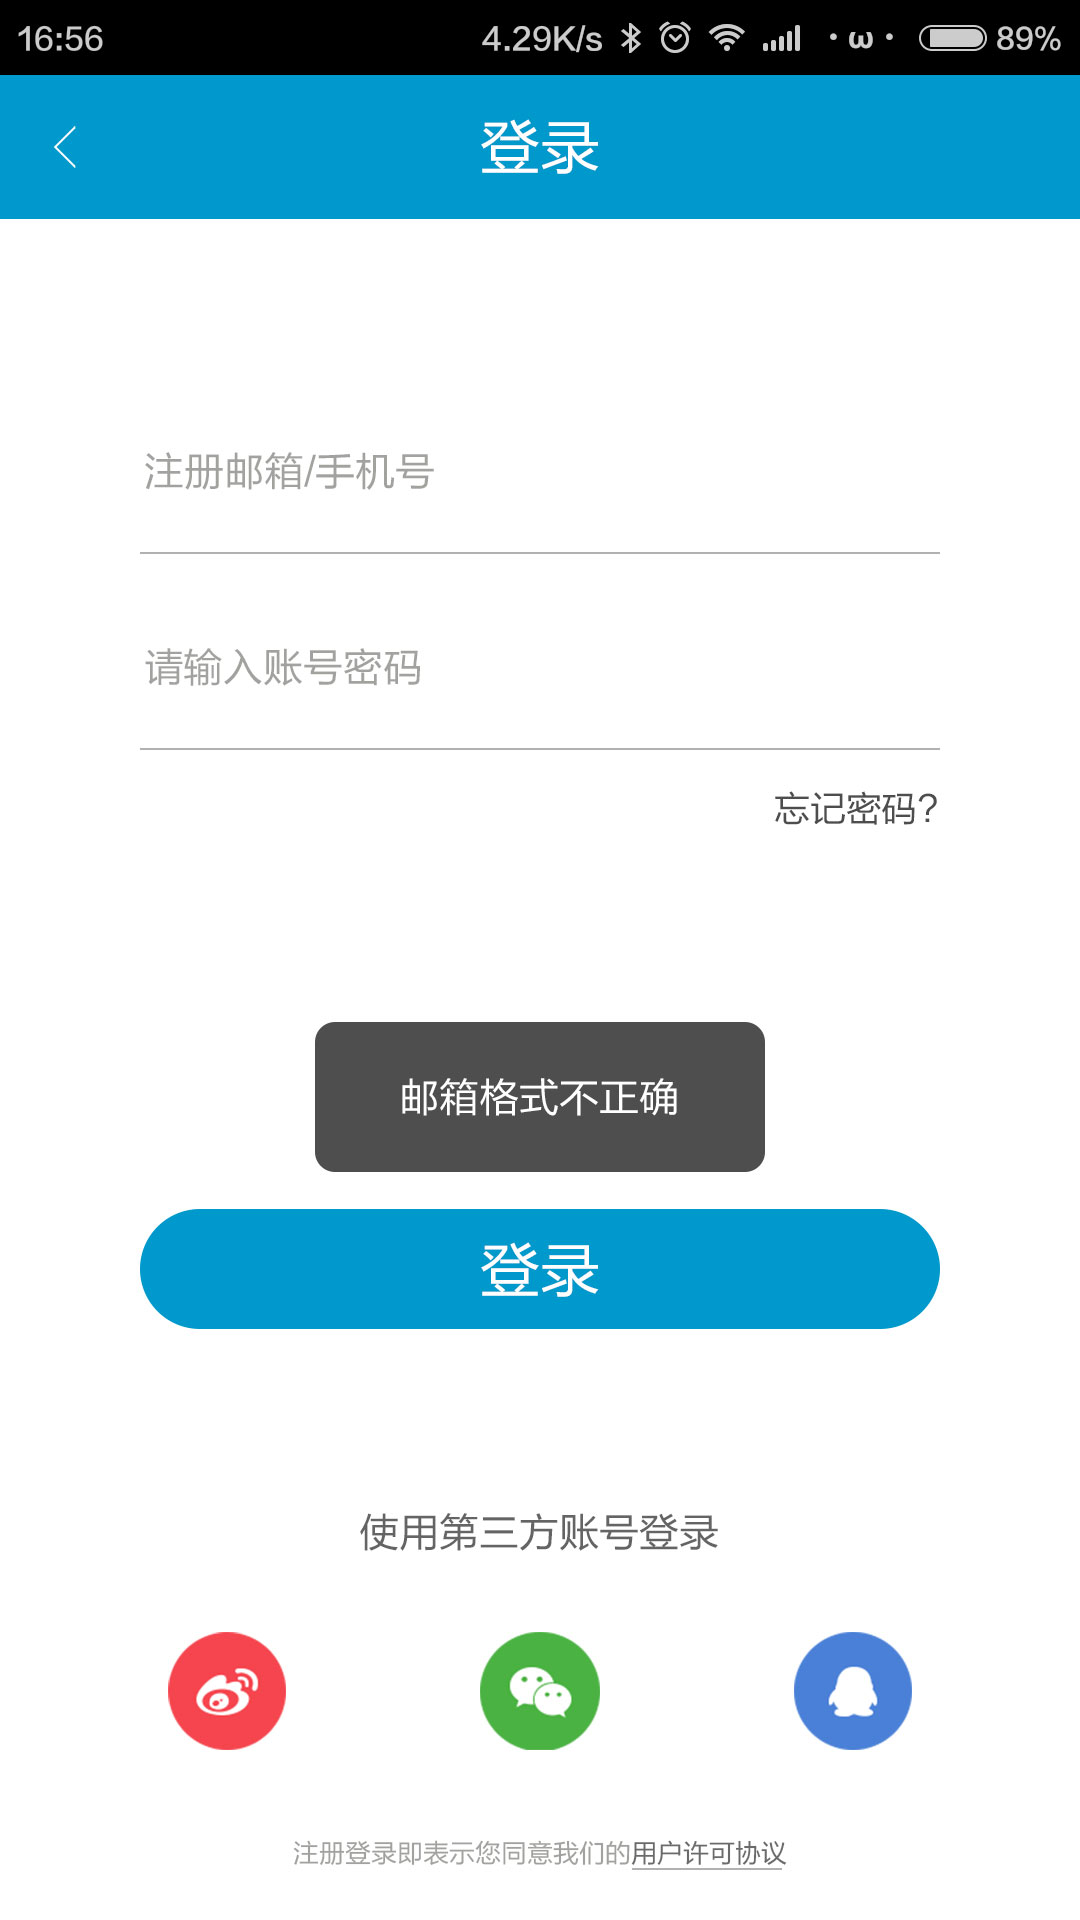 16:56 4.29K/s ·ω· 89%
登录
注册邮箱/手机号
请输入账号密码
忘记密码?
邮箱格式不正确
登录
使用第三方账号登录
注册登录即表示您同意我们的用户许可协议